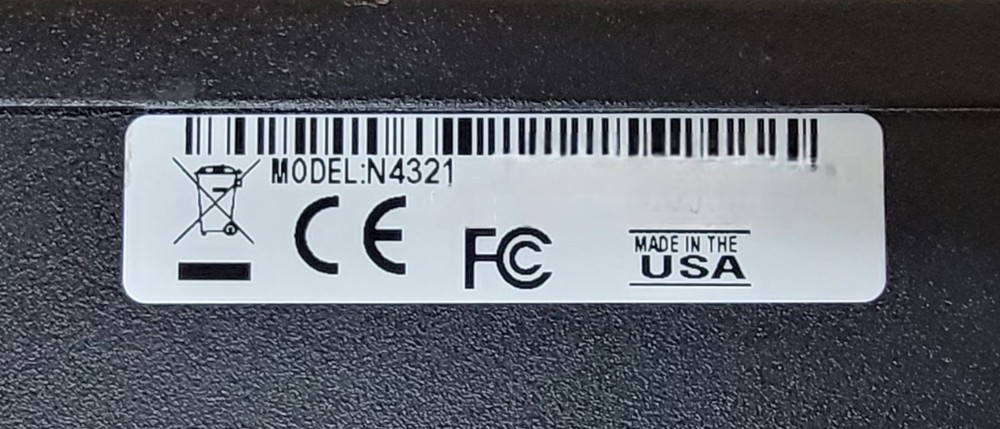 MODEL:N4321
CE
FC
MADE IN THE
USA